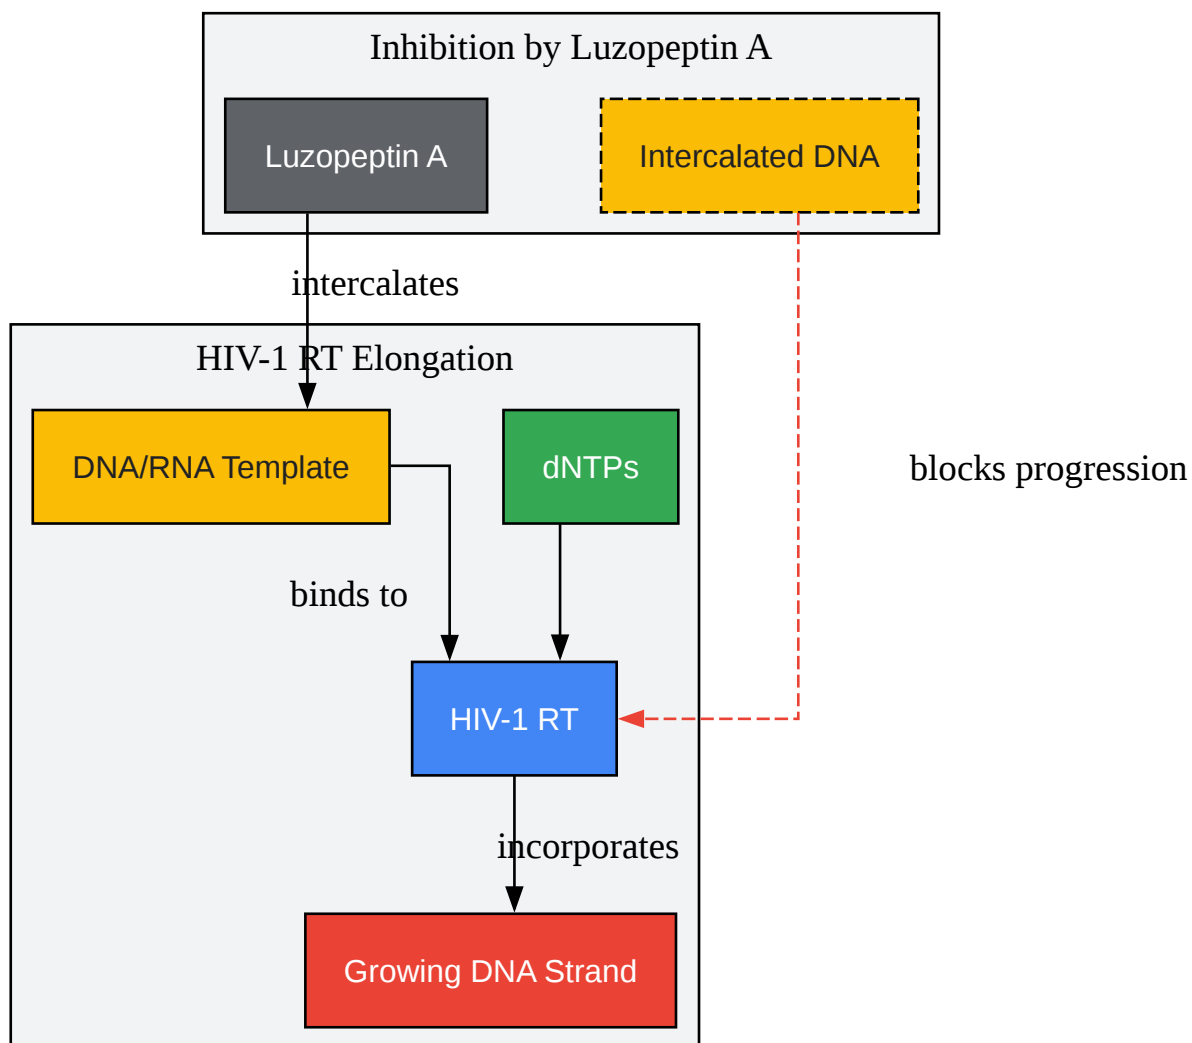 Inhibition by Luzopeptin A
Luzopeptin A
Intercalated DNA
intercalates
HIV-1 RT Elongation
DNA/RNA Template
dNTPs
blocks progression
binds to
HIV-1 RT
incorporates
Growing DNA Strand